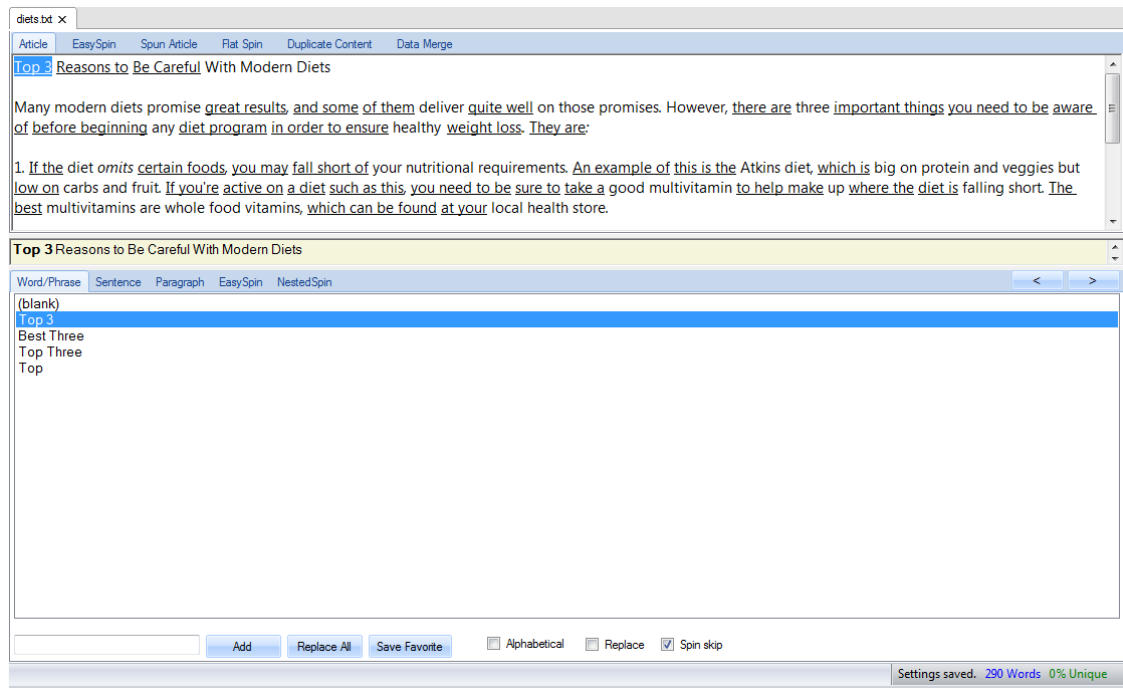 diets.txt ×
Article EasySpin Spun Article Flat Spin Duplicate Content Data Merge
Top 3 Reasons to Be Careful With Modern Diets
Many modern diets promise great results, and some of them deliver quite well on those promises. However, there are three important things you need to be aware
of before beginning any diet program in order to ensure healthy weight loss. They are:
1. If the diet omits certain foods, you may fall short of your nutritional requirements. An example of this is the Atkins diet, which is big on protein and veggies but
low on carbs and fruit. If you're active on a diet such as this, you need to be sure to take a good multivitamin to help make up where the diet is falling short. The
best multivitamins are whole food vitamins, which can be found at your local health store.
Top 3 Reasons to Be Careful With Modern Diets
Word/Phrase Sentence Paragraph EasySpin NestedSpin < >
(blank)
Top 3
Best Three
Top Three
Top
Add Replace All Save Favorite Alphabetical Replace Spin skip
Settings saved. 290 Words 0% Unique